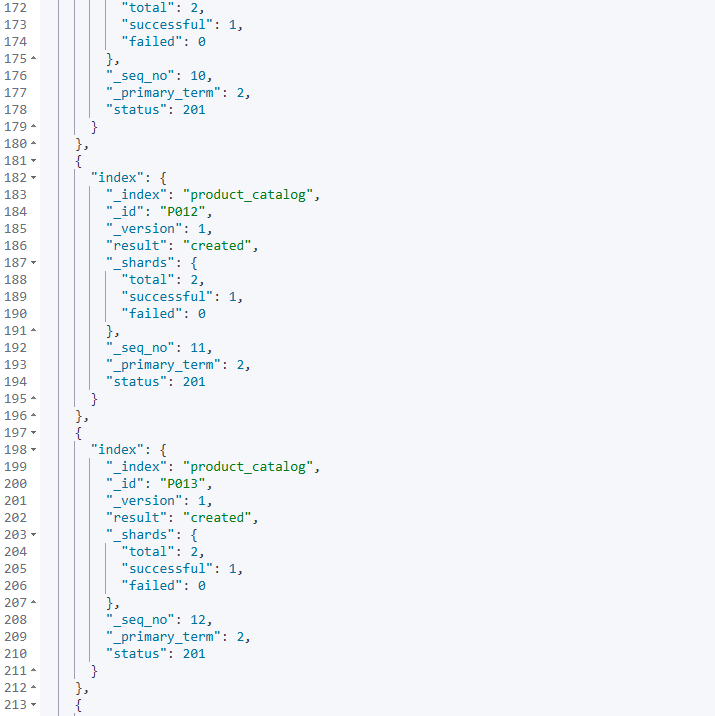 172 "total": 2,
173 "successful": 1,
174 "failed": 0
175 },
176 "_seq_no": 10,
177 "_primary_term": 2,
178 "status": 201
179 }
180 },
181 {
182 "index": {
183 "_index": "product_catalog",
184 "_id": "P012",
185 "_version": 1,
186 "result": "created",
187 "_shards": {
188 "total": 2,
189 "successful": 1,
190 "failed": 0
191 },
192 "_seq_no": 11,
193 "_primary_term": 2,
194 "status": 201
195 }
196 },
197 {
198 "index": {
199 "_index": "product_catalog",
200 "_id": "P013",
201 "_version": 1,
202 "result": "created",
203 "_shards": {
204 "total": 2,
205 "successful": 1,
206 "failed": 0
207 },
208 "_seq_no": 12,
209 "_primary_term": 2,
210 "status": 201
211 }
212 },
213 {